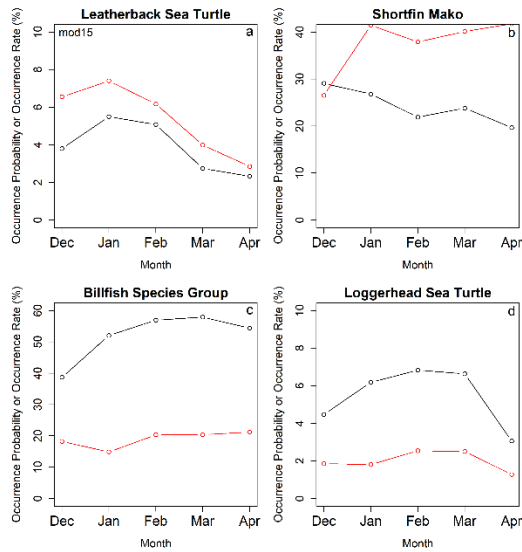 Leatherback Sea Turtle
mod15
a
Occurrence Probability or Occurrence Rate (%)
10
8
6
4
2
0
Dec Jan Feb Mar Apr
Month
Shortfin Mako
b
Occurrence Probability or Occurrence Rate (%)
40
30
20
10
0
Dec Jan Feb Mar Apr
Month
Billfish Species Group
c
Occurrence Probability or Occurrence Rate (%)
60
50
40
30
20
10
0
Dec Jan Feb Mar Apr
Month
Loggerhead Sea Turtle
d
Occurrence Probability or Occurrence Rate (%)
10
8
6
4
2
0
Dec Jan Feb Mar Apr
Month